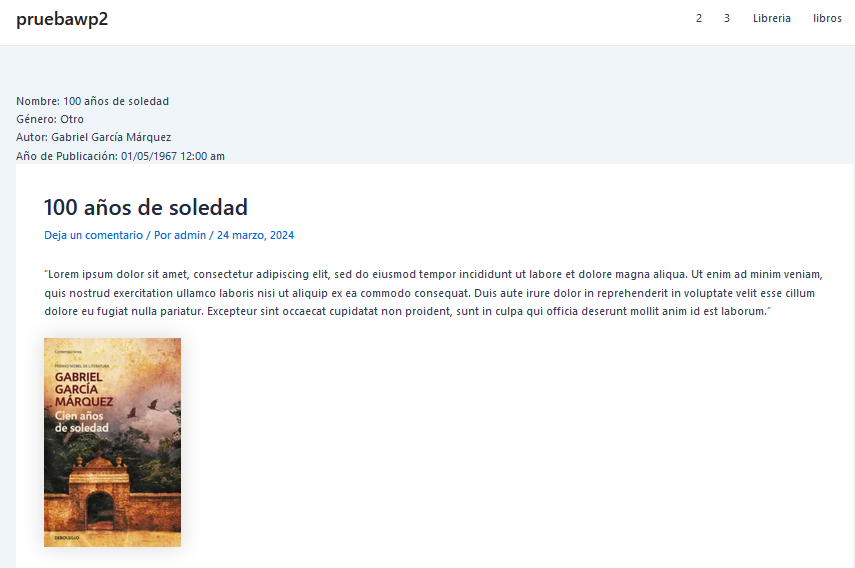 pruebawp2
2 3 Libreria libros
Nombre: 100 años de soledad
Género: Otro
Autor: Gabriel García Márquez
Año de Publicación: 01/05/1967 12:00 am
100 años de soledad
Deja un comentario / Por admin / 24 marzo, 2024
"Lorem ipsum dolor sit amet, consectetur adipiscing elit, sed do eiusmod tempor incididunt ut labore et dolore magna aliqua. Ut enim ad minim veniam,
quis nostrud exercitation ullamco laboris nisi ut aliquip ex ea commodo consequat. Duis aute irure dolor in reprehenderit in voluptate velit esse cillum
dolore eu fugiat nulla pariatur. Excepteur sint occaecat cupidatat non proident, sunt in culpa qui officia deserunt mollit anim id est laborum."
Contemporánea
PREMIO NOBEL DE LITERATURA
GABRIEL
GARCÍA
MÁRQUEZ
Cien años
de soledad
DEBOLS!LLO